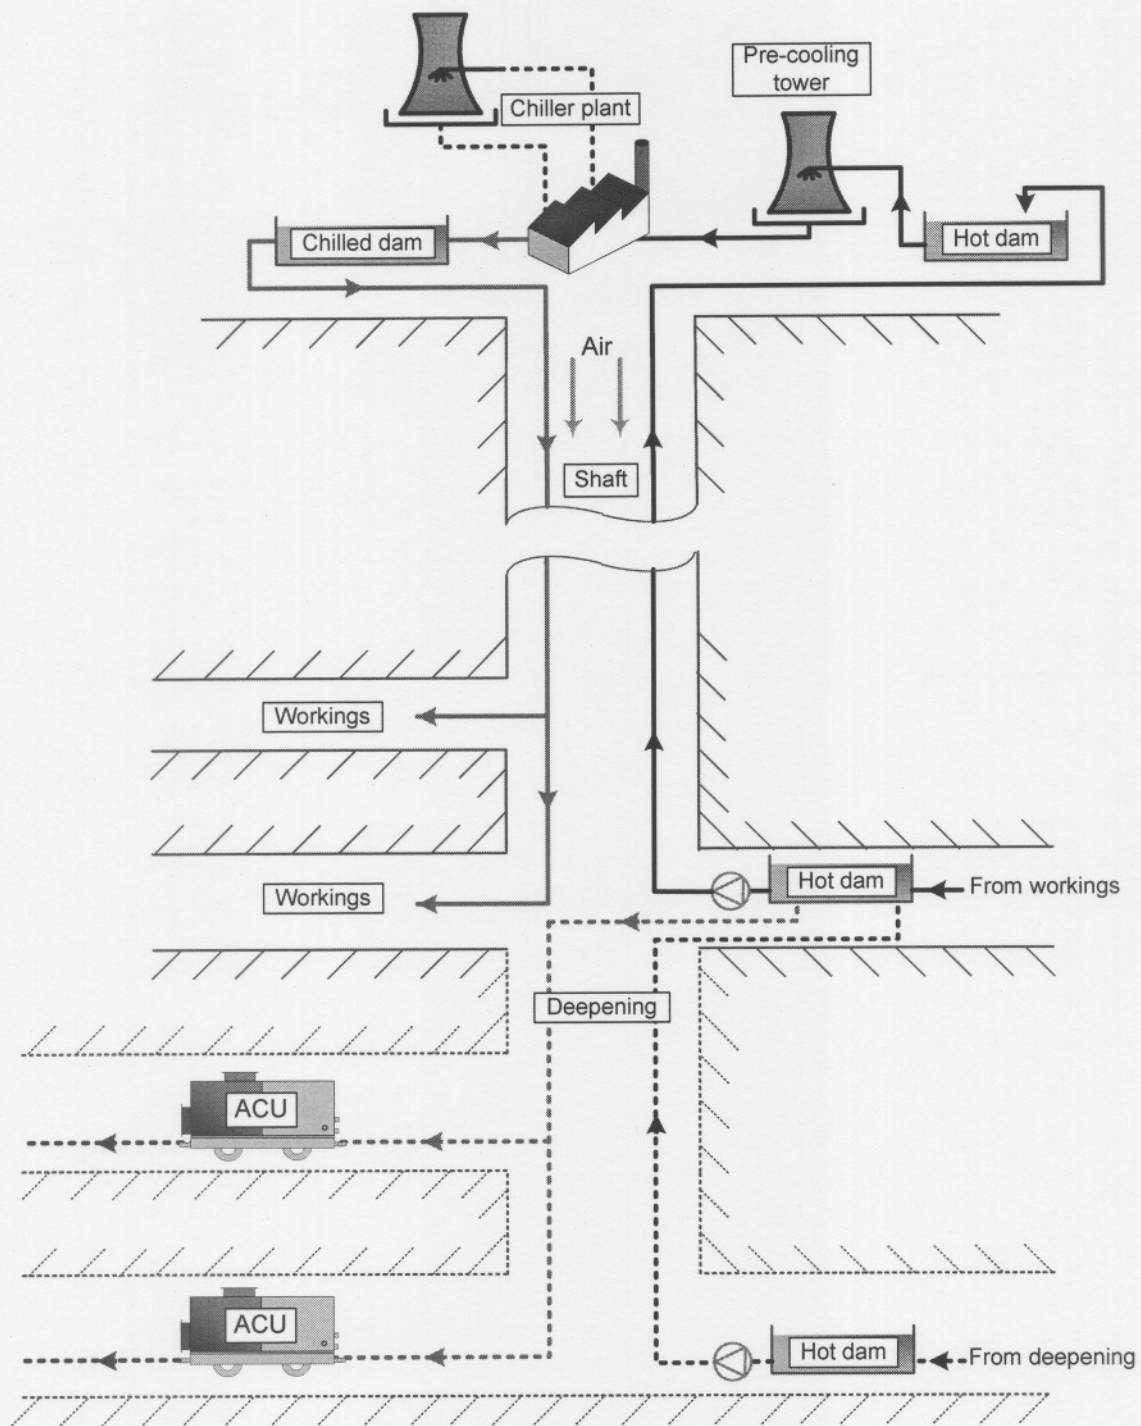 Pre-cooling
tower
Chiller plant
Chilled dam
Hot dam
Air
Shaft
Workings
Workings
Hot dam
From workings
Deepening
ACU
ACU
Hot dam
From deepening